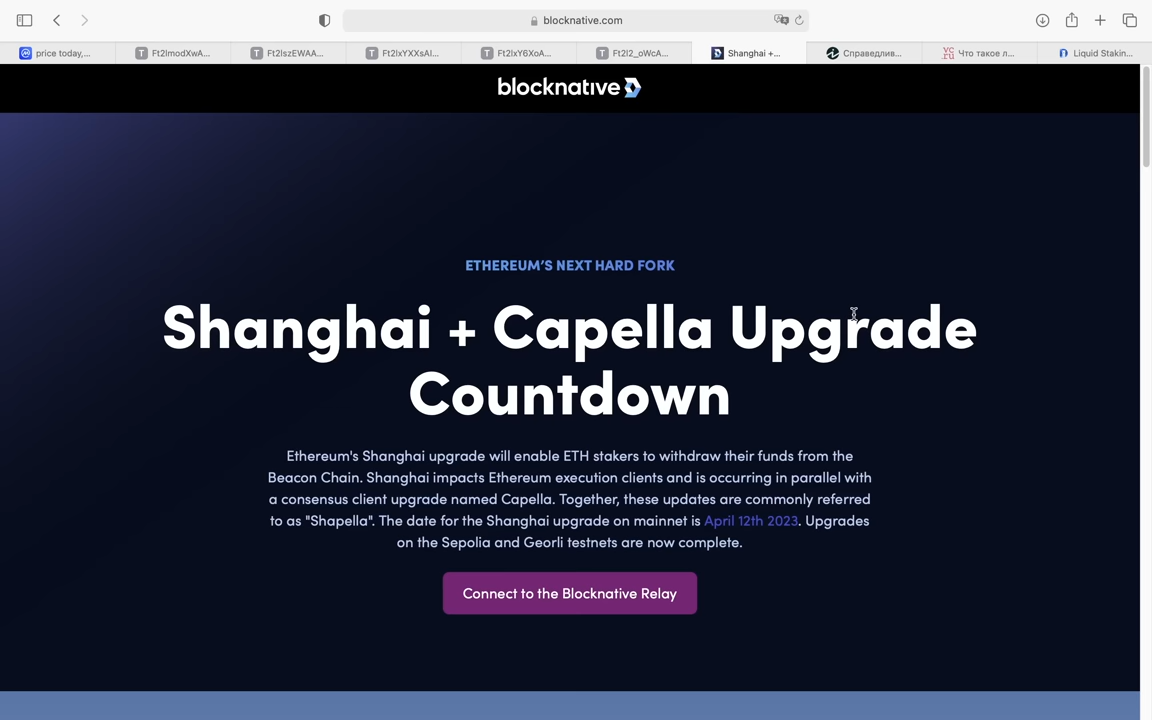 blocknative.com
price today,...
Ft2lmodXwA...
Ft2lszEWAA...
Ft2lxYXXsAl...
Ft2lxY6XoA...
Ft2l2_oWcA...
Shanghai +...
Справедлив...
Что такое л...
Liquid Stakin...
blocknative
ETHEREUM'S NEXT HARD FORK
Shanghai + Capella Upgrade
Countdown
Ethereum's Shanghai upgrade will enable ETH stakers to withdraw their funds from the
Beacon Chain. Shanghai impacts Ethereum execution clients and is occurring in parallel with
a consensus client upgrade named Capella. Together, these updates are commonly referred
to as "Shapella". The date for the Shanghai upgrade on mainnet is April 12th 2023. Upgrades
on the Sepolia and Georli testnets are now complete.
Connect to the Blocknative Relay